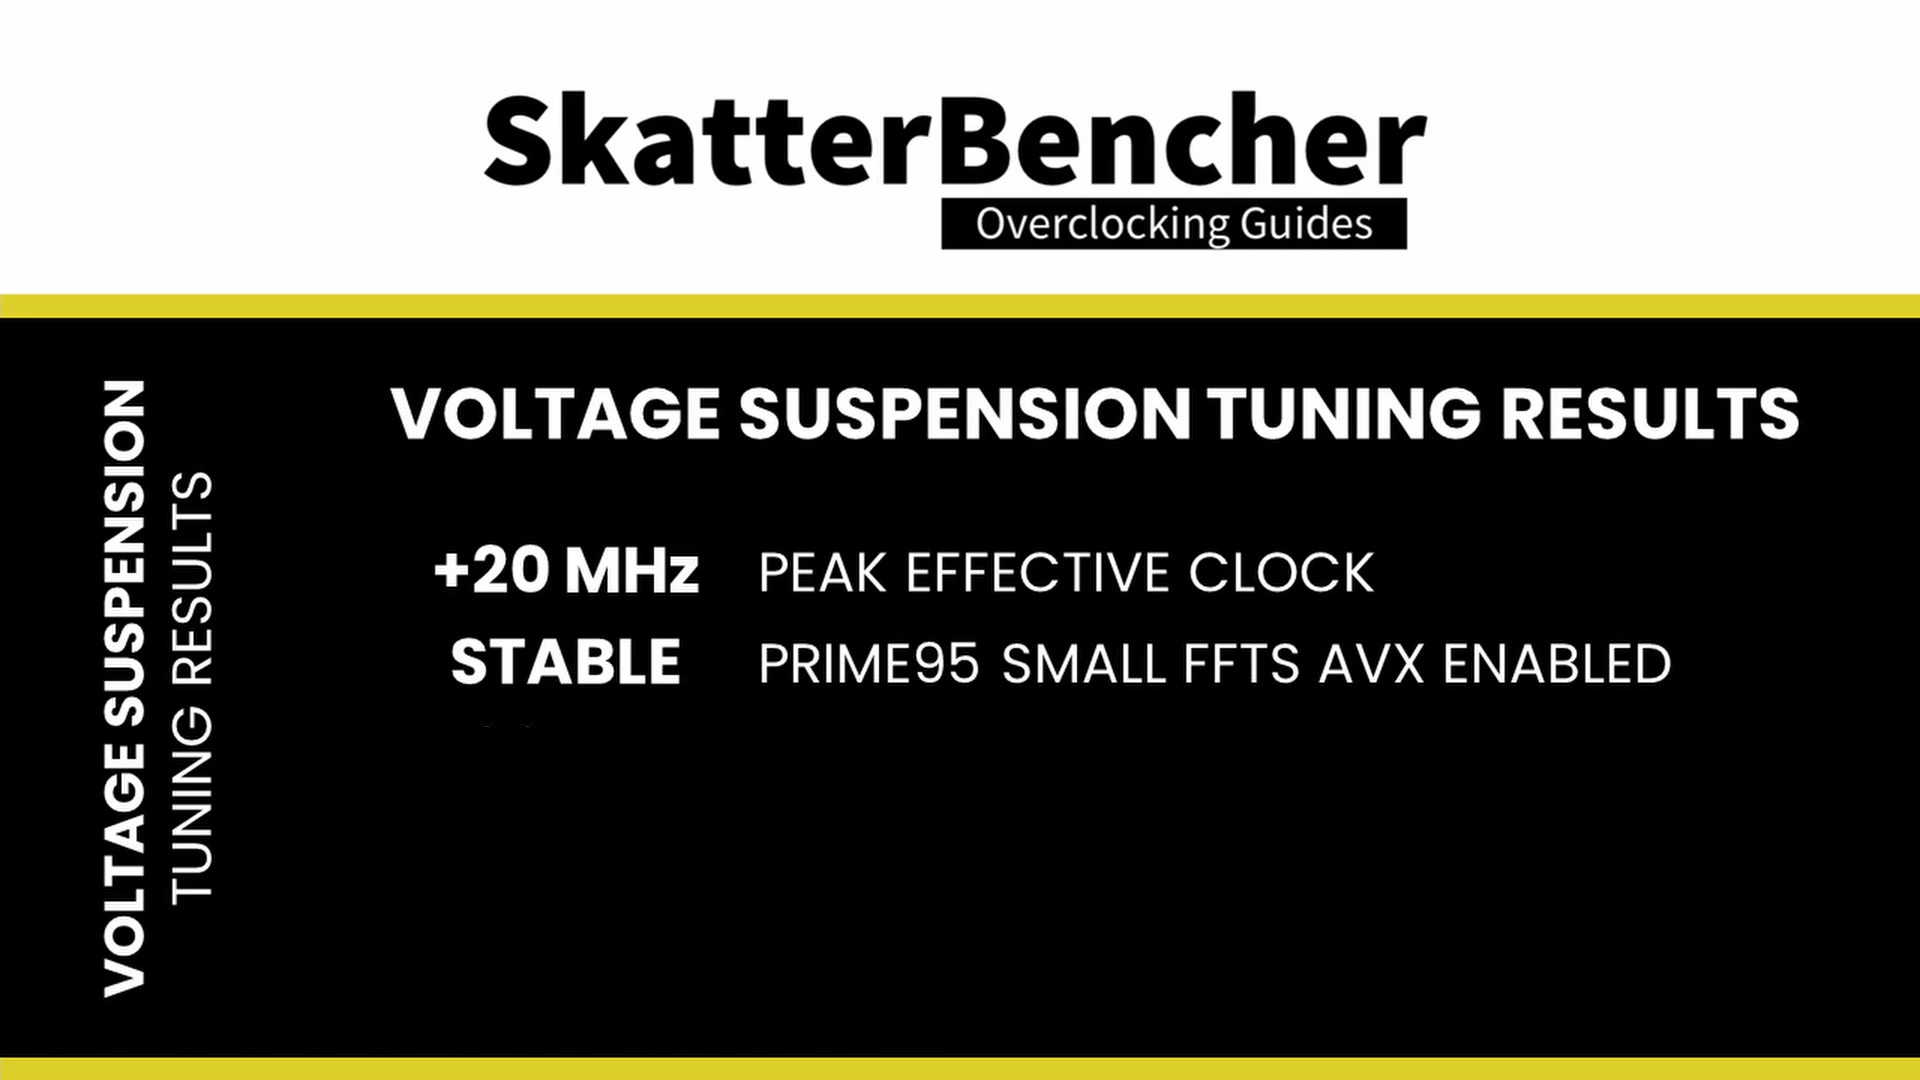 SkatterBencher
Overclocking Guides
VOLTAGE SUSPENSION
TUNING RESULTS
VOLTAGE SUSPENSION TUNING RESULTS
+20 MHz PEAK EFFECTIVE CLOCK
STABLE PRIME95 SMALL FFTS AVX ENABLED